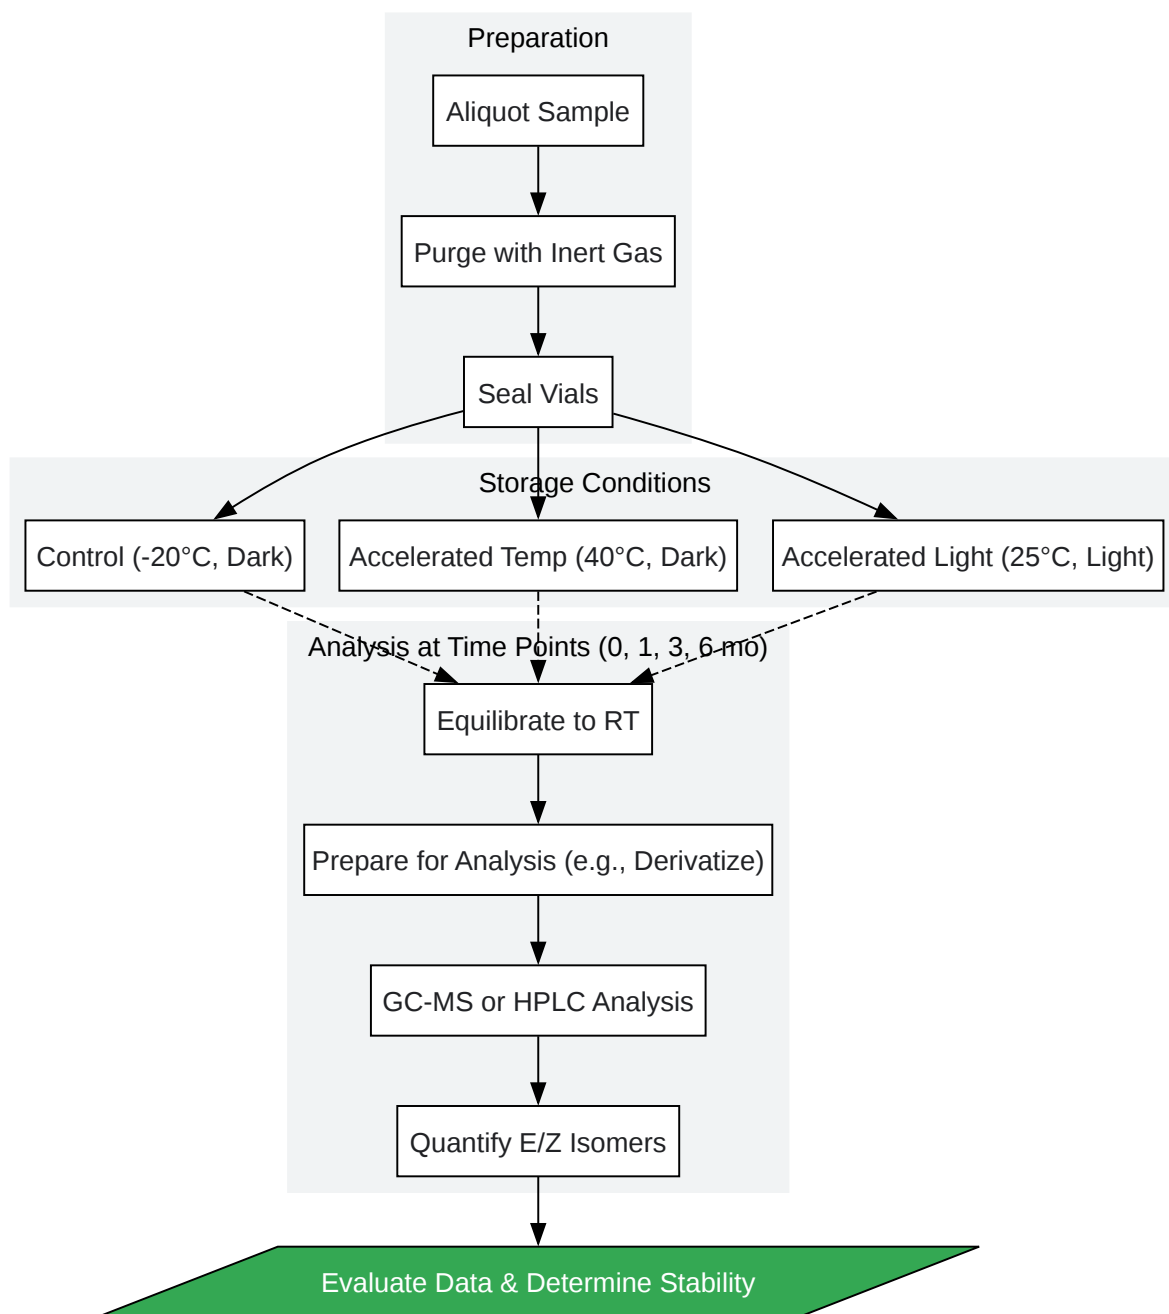 Preparation
Aliquot Sample
Purge with Inert Gas
Seal Vials
Storage Conditions
Control (-20°C, Dark)
Accelerated Temp (40°C, Dark)
Accelerated Light (25°C, Light)
Analysis at Time Points (0, 1, 3, 6 mo)
Equilibrate to RT
Prepare for Analysis (e.g., Derivatize)
GC-MS or HPLC Analysis
Quantify E/Z Isomers
Evaluate Data & Determine Stability